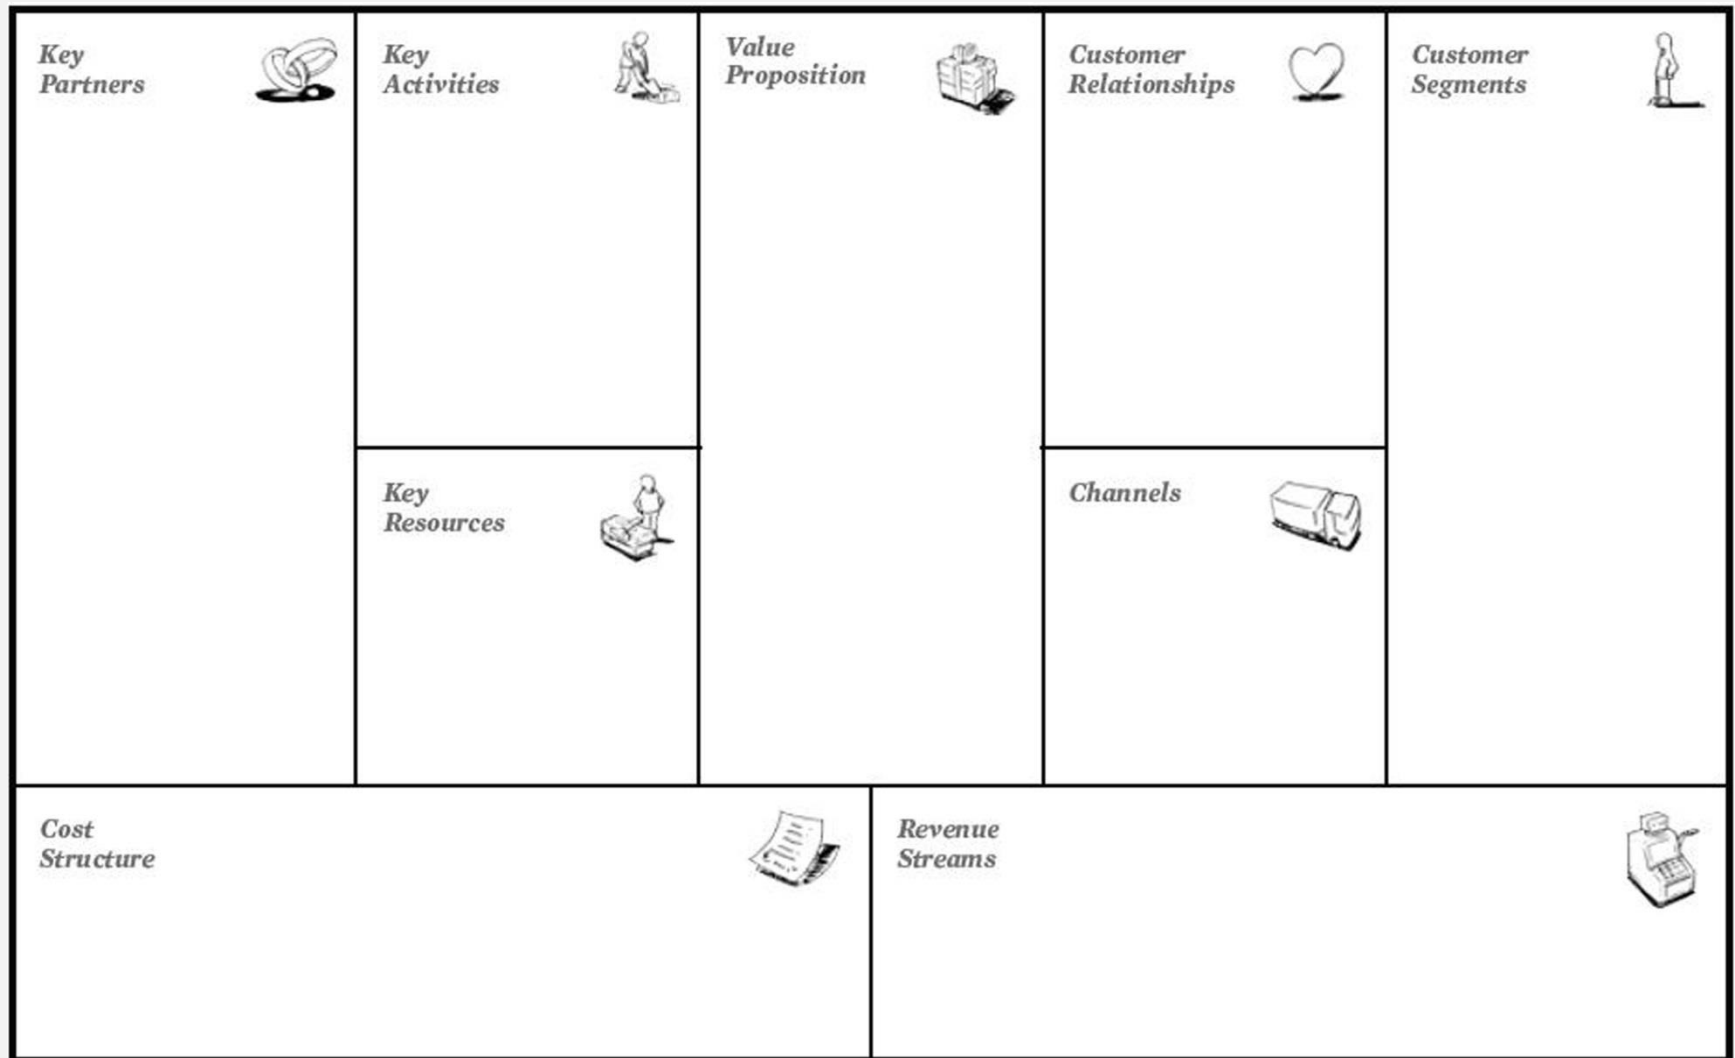 Key
Partners
Key
Activities
Key
Resources
Value
Proposition
Customer
Relationships
Channels
Customer
Segments
Cost
Structure
Revenue
Streams